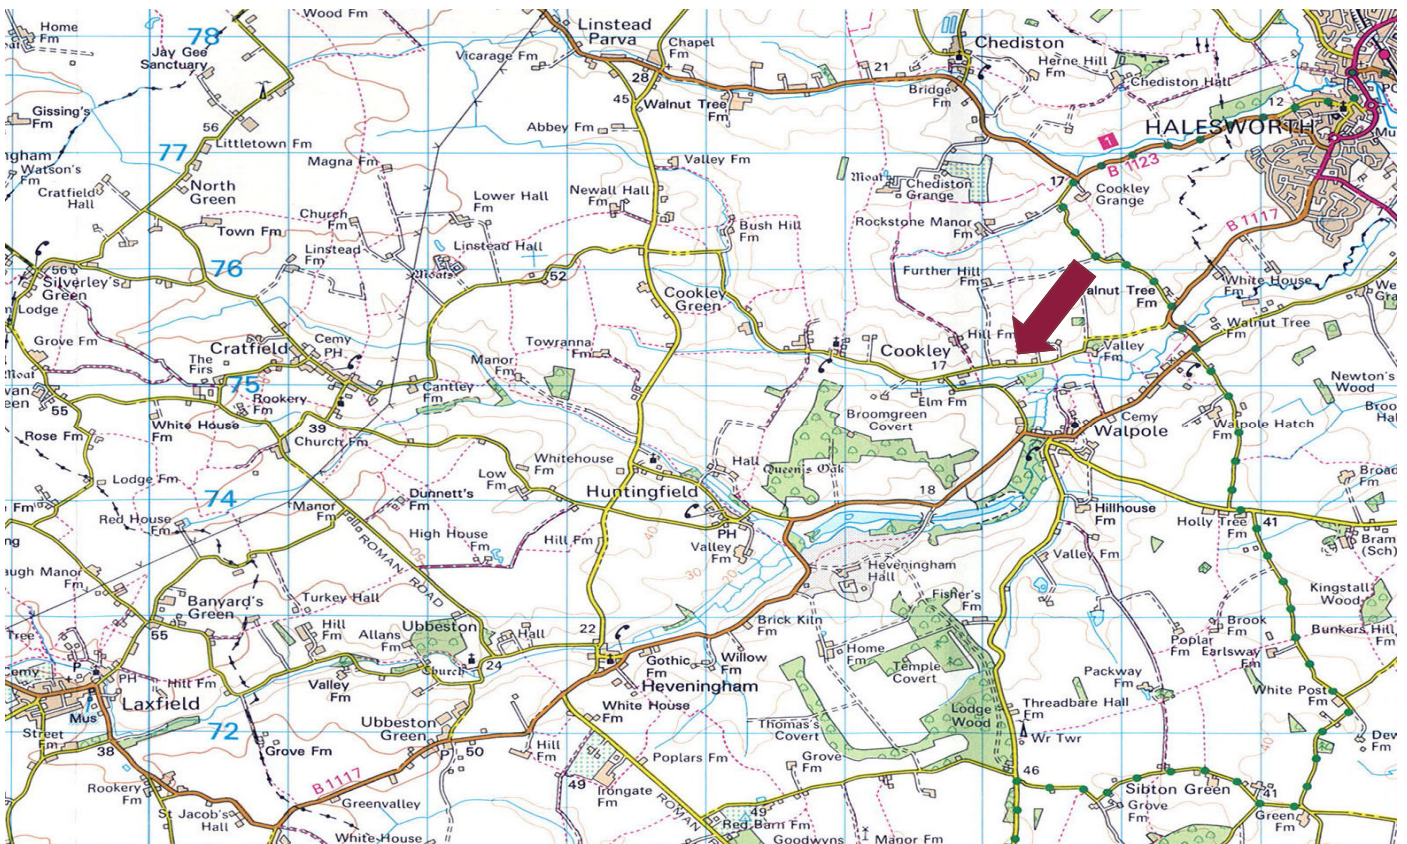 Home
Fm
78
Wood Fm
Linstead
Parva
Chapel
Fm
Chediston
Jay Gee
Sanctuary
Vicarage Fm
28
21
Herne Hill
Fm
Chediston Hall
Bridge
Fm
Gissing's
Fm
45
Walnut Tree
Fm
12
56
Littletown Fm
Abbey Fm
HALESWORTH
77
Magna Fm
Valley Fm
1
B 1123
Watson's
Fm
Cratfield
Hall
North
Green
Lower Hall
Fm
Newall Hall
Fm
Moat
Chediston
Grange
17
Cookley
Grange
Church
Fm
Town Fm
Linstead
Fm
Linstead Hall
Bush Hill
Fm
Rockstone Manor
Fm
B 1117
76
56
Silverley's
Green
Moats
52
Further Hill
Fm
White House
Fm
Lodge
Cookley
Green
alnut Tree
Fm
Walnut Tree
Fm
Grove Fm
Cratfield
Cemy
PH
Towranna
Hill Fm
Cookley
Valley
Fm
The
Firs
Manor
Fm
17
75
Cantley
Fm
Newton's
Wood
55
Rookery
Fm
Elm Fm
Rose Fm
White House
Fm
39
Church Fm
Broomgreen
Covert
Cemy
Walpole
Walpole Hatch
Fm
Whitehouse
Fm
Hall
Queen's Oak
Lodge Fm
Low
Fm
Huntingfield
18
74
Dunnett's
Fm
Manor
Fm
Hillhouse
Fm
Holly Tree
Fm
41
Red House
Fm
High House
Fm
Hill Fm
PH
Valley
Fm
40
50
Bram
(Sch)
ROMAN ROAD
Valley Fm
Heveningham
Hall
30
Kingstall
Wood
Banyard's
Green
Turkey Hall
Fisher's
Fm
Hill
Fm
Allans
Fm
Ubbeston
Hall
22
Brick Kiln
Fm
Brook
Fm
Bunkers Hill
55
Poplar
Fm
Earlsway
Fm
Home
Fm
Temple
Covert
Church
24
Gothic
Fm
Willow
Fm
Packway
Fm
P
PH
Hill Fm
Valley
Fm
Heveningham
White Post
Fm
Laxfield
Mus
White House
Fm
Lodge
Wood
Threadbare Hall
Fm
Street
Fm
38
72
Ubbeston
Green
Thomas's
Covert
Wr Twr
Grove Fm
P
50
Hill
Fm
Poplars Fm
Grove
Fm
40
46
Rookery
Fm
B 1117
49
Irongate
Fm
Sibton Green
Grove
Fm
41
Green
Fm
St Jacob's
Hall
Greenvalley
ROMAN
49
Red Barn Fm
White House
Goodwyns
Manor Fm